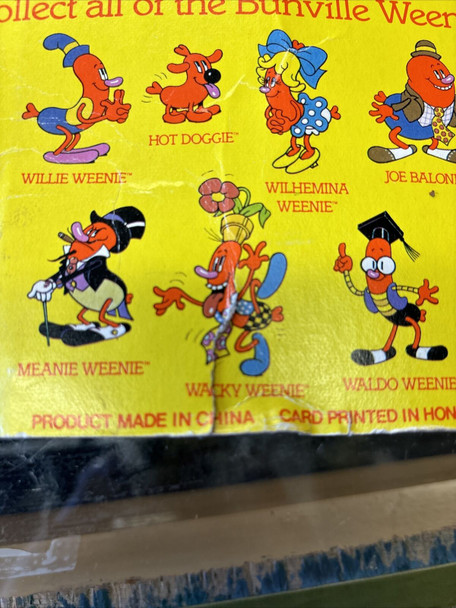 ollect all of the Bunville Ween
WILLIE WEENIE™
HOT DOGGIE™
WILHEMINA
WEENIE™
JOE BALON
MEANIE WEENIE™
WACKY WEENIE™
WALDO WEENIE
PRODUCT MADE IN CHINA CARD PRINTED IN HON